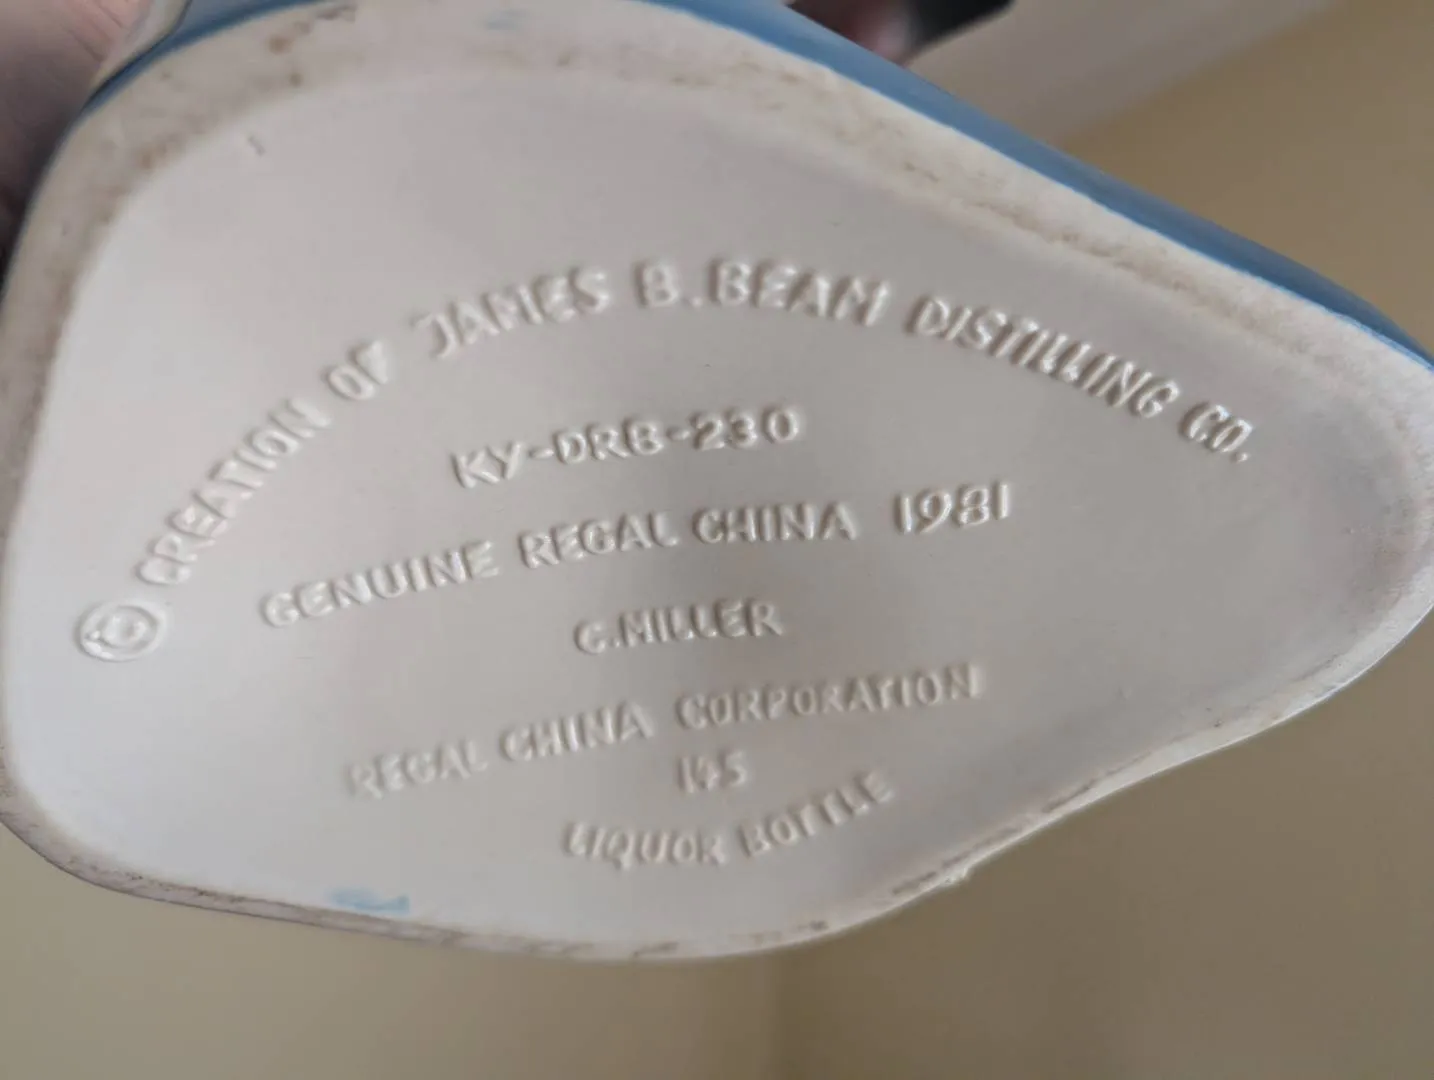 © CREATION OF JAMES B. BEAM DISTILLING CO.
KY-DRB-230
GENUINE REGAL CHINA 1981
C. MILLER
REGAL CHINA CORPORATION
145
LIQUOR BOTTLE